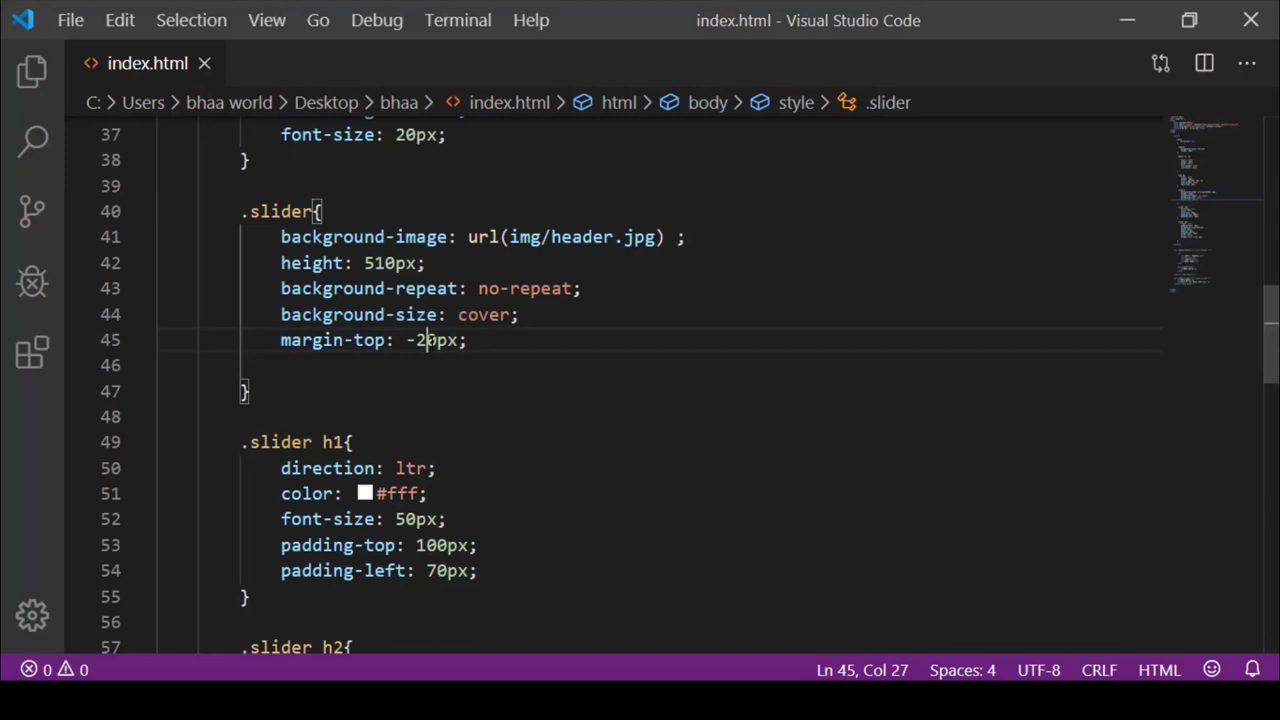 File Edit Selection View Go Debug Terminal Help index.html - Visual Studio Code
index.html
C: Users bhaa world Desktop bhaa index.html html body style .slider
37 font-size: 20px;
38 }
39
40 .slider{
41 background-image: url(img/header.jpg) ;
42 height: 510px;
43 background-repeat: no-repeat;
44 background-size: cover;
45 margin-top: -20px;
46
47 }
48
49 .slider h1{
50 direction: ltr;
51 color: #fff;
52 font-size: 50px;
53 padding-top: 100px;
54 padding-left: 70px;
55 }
56
57 .slider h2{
0 0 Ln 45, Col 27 Spaces: 4 UTF-8 CRLF HTML